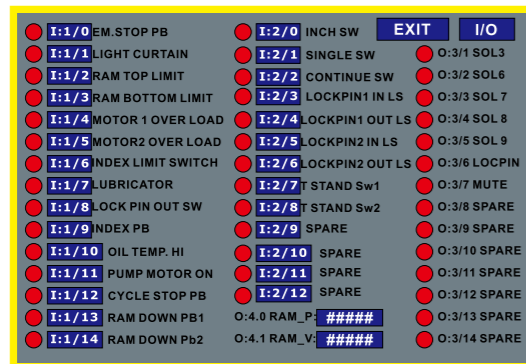 EXIT I/O
I:1/0 EM.STOP PB
I:1/1 LIGHT CURTAIN
I:1/2 RAM TOP LIMIT
I:1/3 RAM BOTTOM LIMIT
I:1/4 MOTOR 1 OVER LOAD
I:1/5 MOTOR2 OVER LOAD
I:1/6 INDEX LIMIT SWITCH
I:1/7 LUBRICATOR
I:1/8 LOCK PIN OUT SW
I:1/9 INDEX PB
I:1/10 OIL TEMP. HI
I:1/11 PUMP MOTOR ON
I:1/12 CYCLE STOP PB
I:1/13 RAM DOWN PB1
I:1/14 RAM DOWN Pb2
I:2/0 INCH SW
I:2/1 SINGLE SW
I:2/2 CONTINUE SW
I:2/3 LOCKPIN1 IN LS
I:2/4 LOCKPIN1 OUT LS
I:2/5 LOCKPIN2 IN LS
I:2/6 LOCKPIN2 OUT LS
I:2/7 T STAND Sw1
I:2/8 T STAND Sw2
I:2/9 SPARE
I:2/10 SPARE
I:2/11 SPARE
I:2/12 SPARE
O:4.0 RAM_P: #####
O:4.1 RAM_V: #####
O:3/1 SOL3
O:3/2 SOL6
O:3/3 SOL 7
O:3/4 SOL 8
O:3/5 SOL 9
O:3/6 LOCPIN
O:3/7 MUTE
O:3/8 SPARE
O:3/9 SPARE
O:3/10 SPARE
O:3/11 SPARE
O:3/12 SPARE
O:3/13 SPARE
O:3/14 SPARE